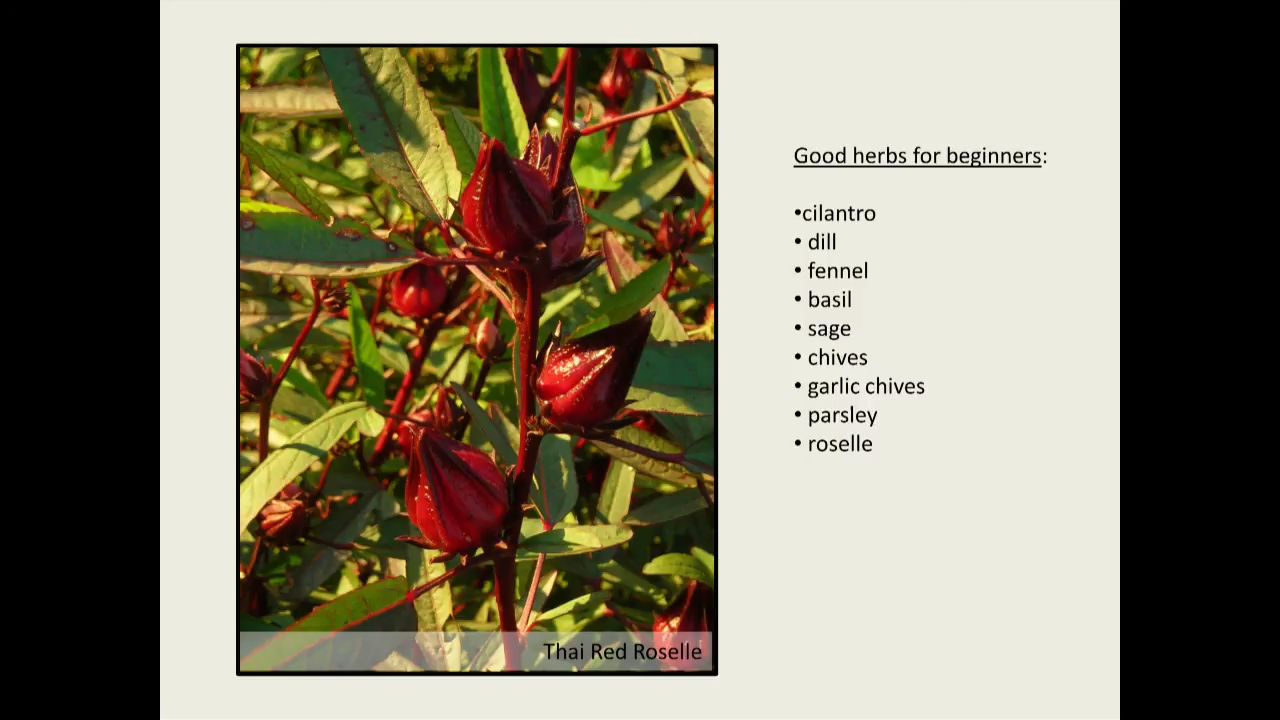 Good herbs for beginners:
•cilantro
• dill
• fennel
• basil
• sage
• chives
• garlic chives
• parsley
• roselle
Thai Red Roselle